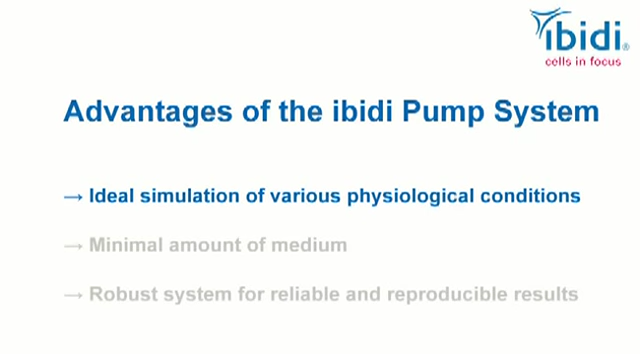 ibidi®
cells in focus
Advantages of the ibidi Pump System
→ Ideal simulation of various physiological conditions
→ Minimal amount of medium
→ Robust system for reliable and reproducible results